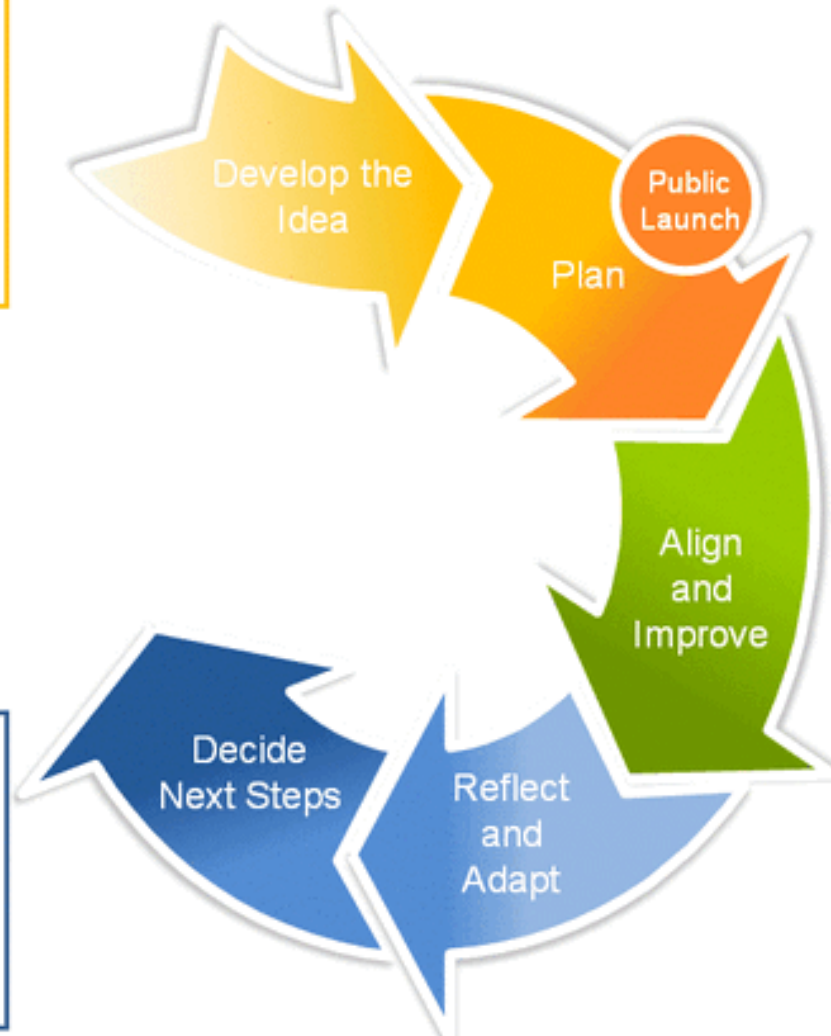 Develop the
Idea
Public
Launch
Plan
Align
and
Improve
Reflect
and
Adapt
Decide
Next Steps